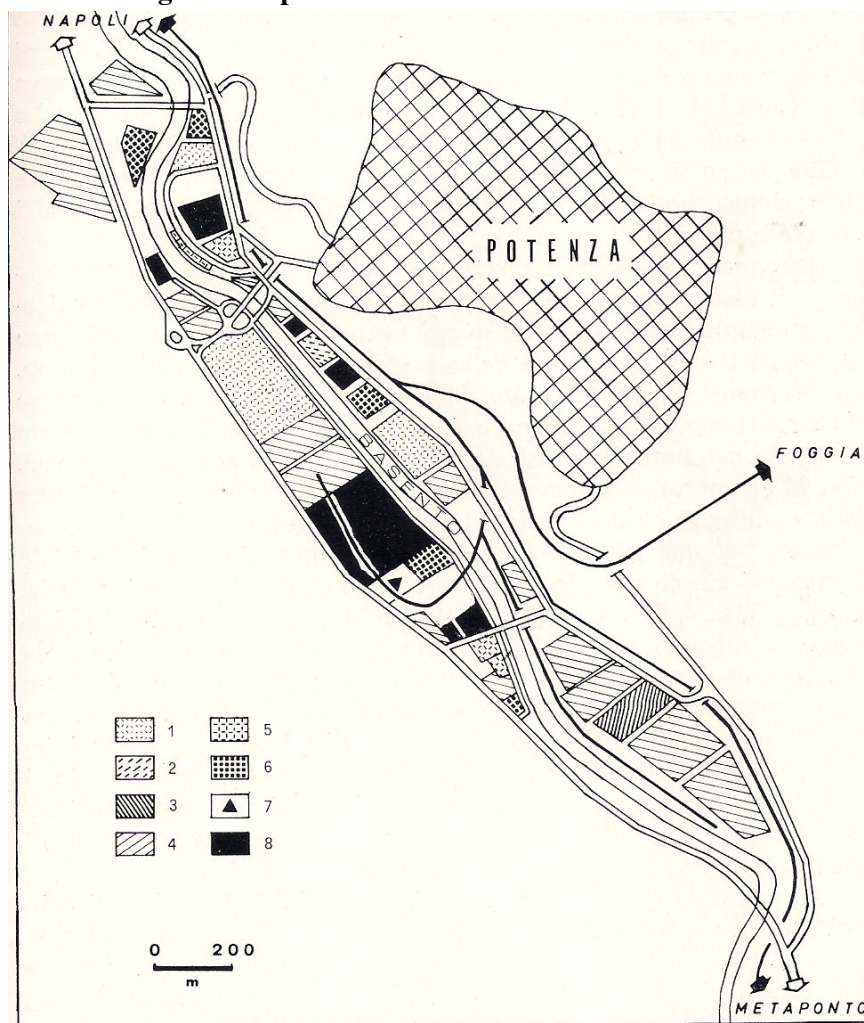 NAPOLI
POTENZA
FOGGIA
BASENTO
1 5
2 6
3 7
4 8
0 200
m
METAPONTO